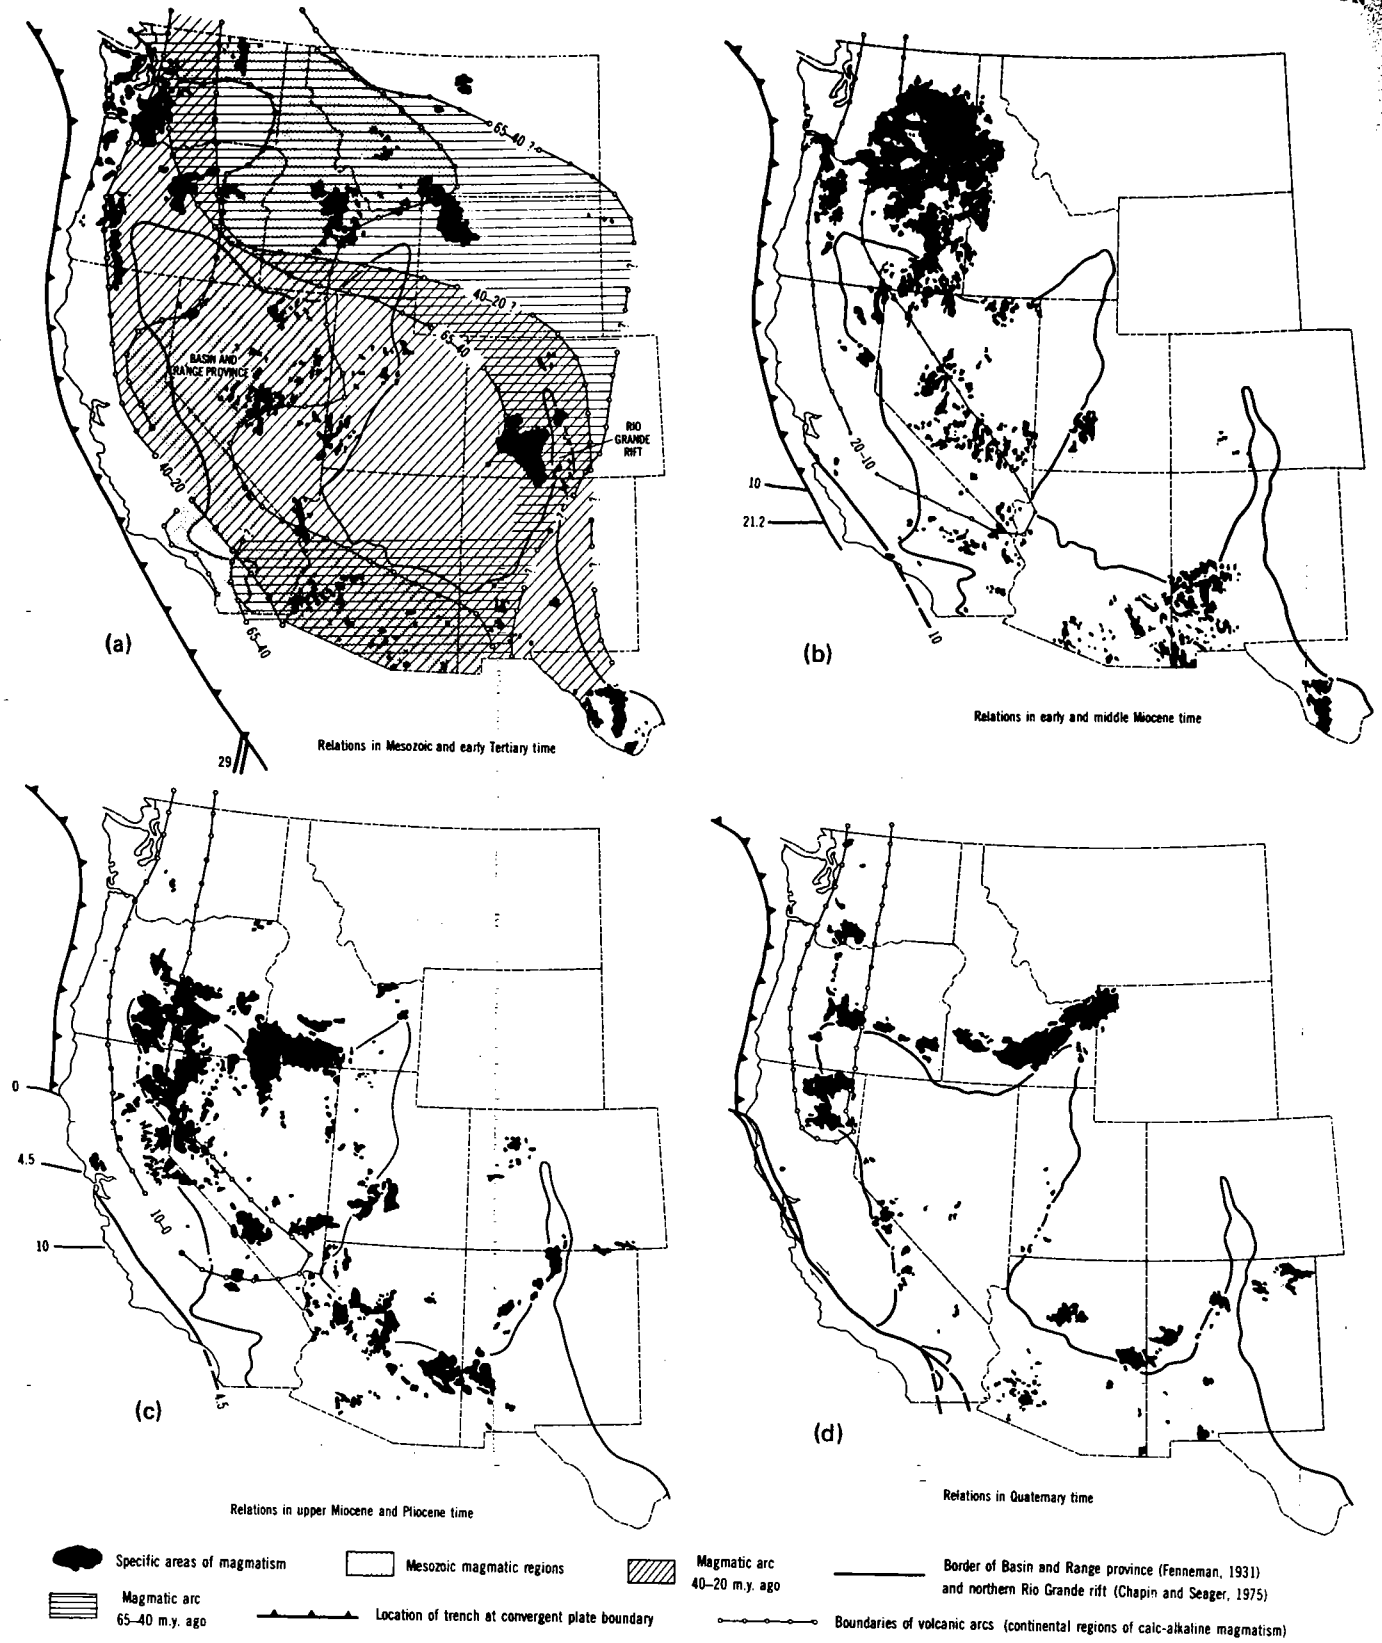 65-40 ?
40-20 ?
65-40
BASIN AND
RANGE PROVINCE
RIO
GRANDE
RIFT
40-20
65-40
(a)
Relations in Mesozoic and early Tertiary time
29
20-10
10
21.2
10
(b)
Relations in early and middle Miocene time
0
4.5
10-0
10
4.5
(c)
Relations in upper Miocene and Pliocene time
(d)
Relations in Quaternary time
Specific areas of magmatism
Mesozoic magmatic regions
Magmatic arc
40-20 m.y. ago
Border of Basin and Range province (Fenneman, 1931)
and northern Rio Grande rift (Chapin and Seager, 1975)
Magmatic arc
65-40 m.y. ago
Location of trench at convergent plate boundary
Boundaries of volcanic arcs (continental regions of calc-alkaline magmatism)